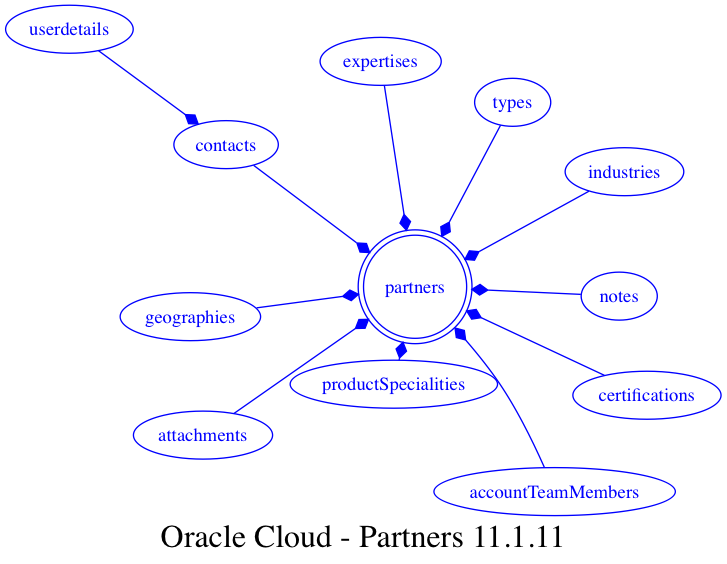 userdetails
expertises
types
contacts
industries
partners
notes
geographies
productSpecialities
certifications
attachments
accountTeamMembers
Oracle Cloud - Partners 11.1.11